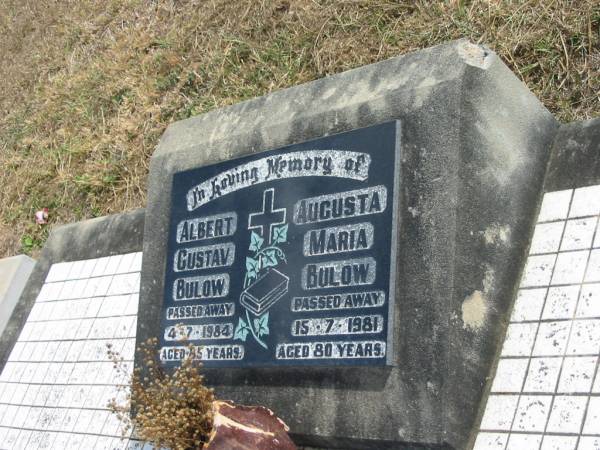 In Loving Memory of
ALBERT
GUSTAV
BULOW
PASSED AWAY
4-7-1984
AGED 85 YEARS.
AUGUSTA
MARIA
BULOW
PASSED AWAY
15-7-1981
AGED 80 YEARS.